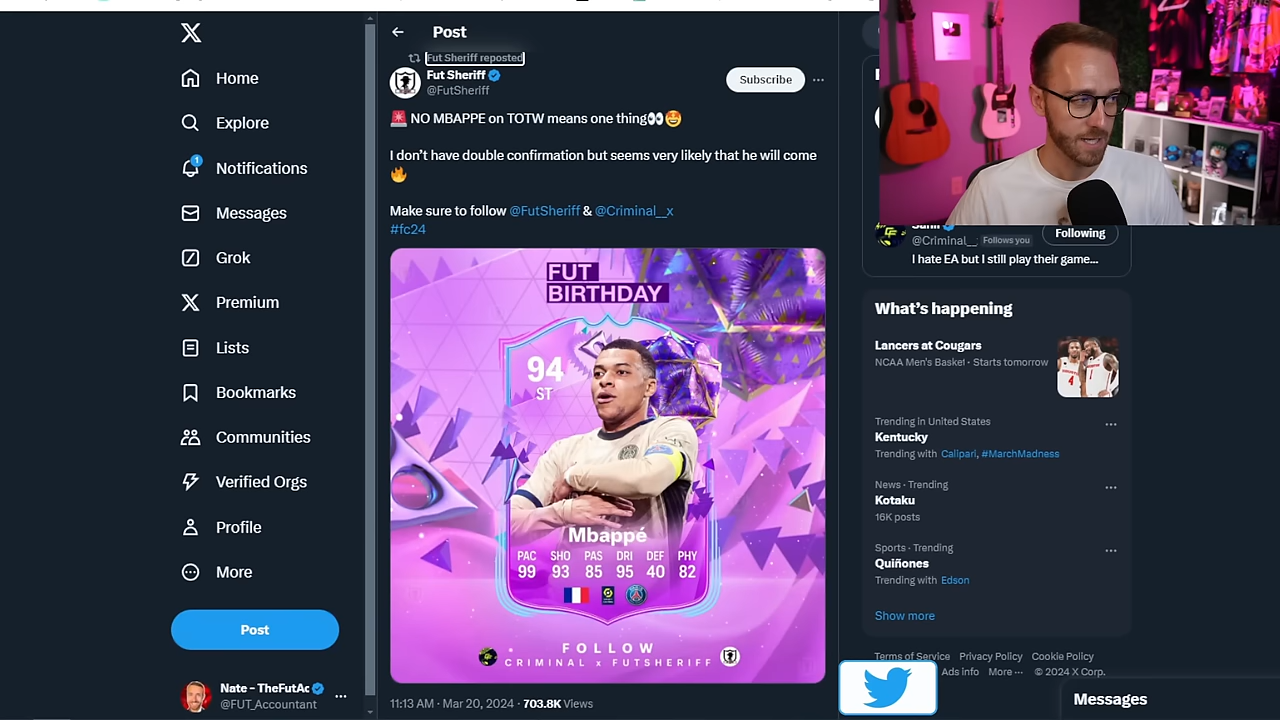 Home
Explore
1
Notifications
Messages
Grok
Premium
Lists
Bookmarks
Communities
Verified Orgs
Profile
More
Post
Nate - TheFutAc
@FUT_Accountant
Post
Fut Sheriff reposted
Fut Sheriff
@FutSheriff
Subscribe
🚨 NO MBAPPE on TOTW means one thing👀🤩
I don't have double confirmation but seems very likely that he will come
🔥
Make sure to follow @FutSheriff & @Criminal__x
#fc24
FUT
BIRTHDAY
94
ST
Mbappé
PAC SHO PAS DRI DEF PHY
99 93 85 95 40 82
FOLLOW
CRIMINAL x FUTSHERIFF
11:13 AM · Mar 20, 2024 · 703.8K Views
@Criminal__ Follows you
Following
I hate EA but I still play their game...
What's happening
Lancers at Cougars
NCAA Men's Basket · Starts tomorrow
Trending in United States
Kentucky
Trending with Calipari, #MarchMadness
News · Trending
Kotaku
16K posts
Sports · Trending
Quiñones
Trending with Edson
Show more
Terms of Service Privacy Policy Cookie Policy
Ads info More ··· © 2024 X Corp.
Messages